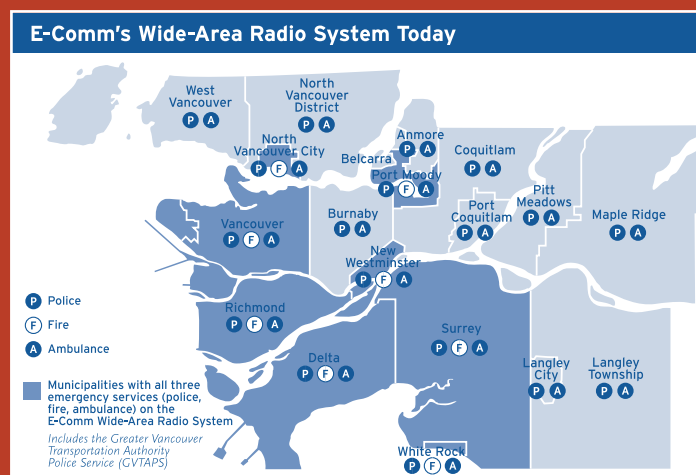 E-Comm's Wide-Area Radio System Today
West
Vancouver
P A
North
Vancouver
District
P A
North
Vancouver City
P F A
Anmore
P A
Belcarra
Port Moody
P F A
Coquitlam
P A
Pitt
Meadows
P A
Maple Ridge
P A
Port
Coquitlam
P A
Vancouver
P F A
Burnaby
P A
New
Westminster
P F A
Richmond
P F A
Surrey
P F A
Delta
P F A
Langley
City
P A
Langley
Township
P A
White Rock
P F A
P Police
F Fire
A Ambulance
Municipalities with all three
emergency services (police,
fire, ambulance) on the
E-Comm Wide-Area Radio System
Includes the Greater Vancouver
Transportation Authority
Police Service (GVTAPS)